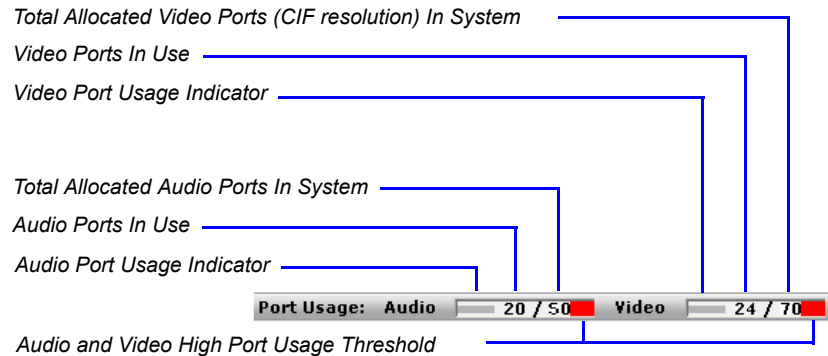 Total Allocated Video Ports (CIF resolution) In System
Video Ports In Use
Video Port Usage Indicator
Total Allocated Audio Ports In System
Audio Ports In Use
Audio Port Usage Indicator
Port Usage: Audio 20 / 50 Video 24 / 70
Audio and Video High Port Usage Threshold